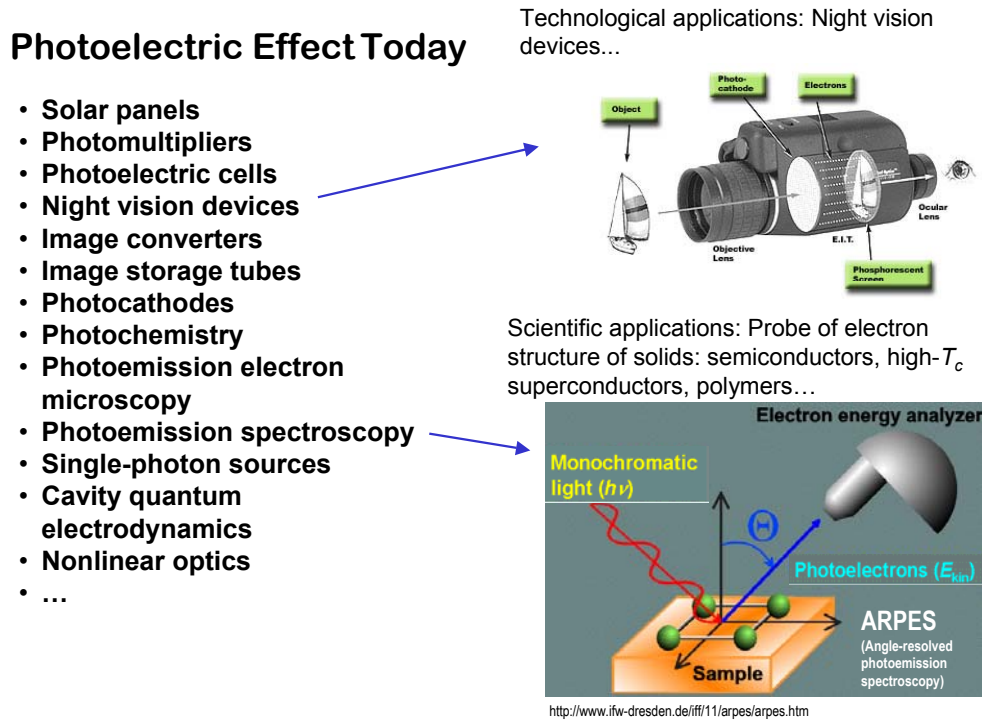 Photoelectric Effect Today
• Solar panels
• Photomultipliers
• Photoelectric cells
• Night vision devices
• Image converters
• Image storage tubes
• Photocathodes
• Photochemistry
• Photoemission electron
microscopy
• Photoemission spectroscopy
• Single-photon sources
• Cavity quantum
electrodynamics
• Nonlinear optics
• …
Technological applications: Night vision
devices...
Object
Photo-
cathode
Electrons
Objective
Lens
E.I.T.
Ocular
Lens
Phosphorescent
Screen
Scientific applications: Probe of electron
structure of solids: semiconductors, high-Tc
superconductors, polymers…
Electron energy analyzer
Monochromatic
light (hν)
Θ
Photoelectrons (Ekin)
ARPES
(Angle-resolved
photoemission
spectroscopy)
Sample
http://www.ifw-dresden.de/iff/11/arpes/arpes.htm